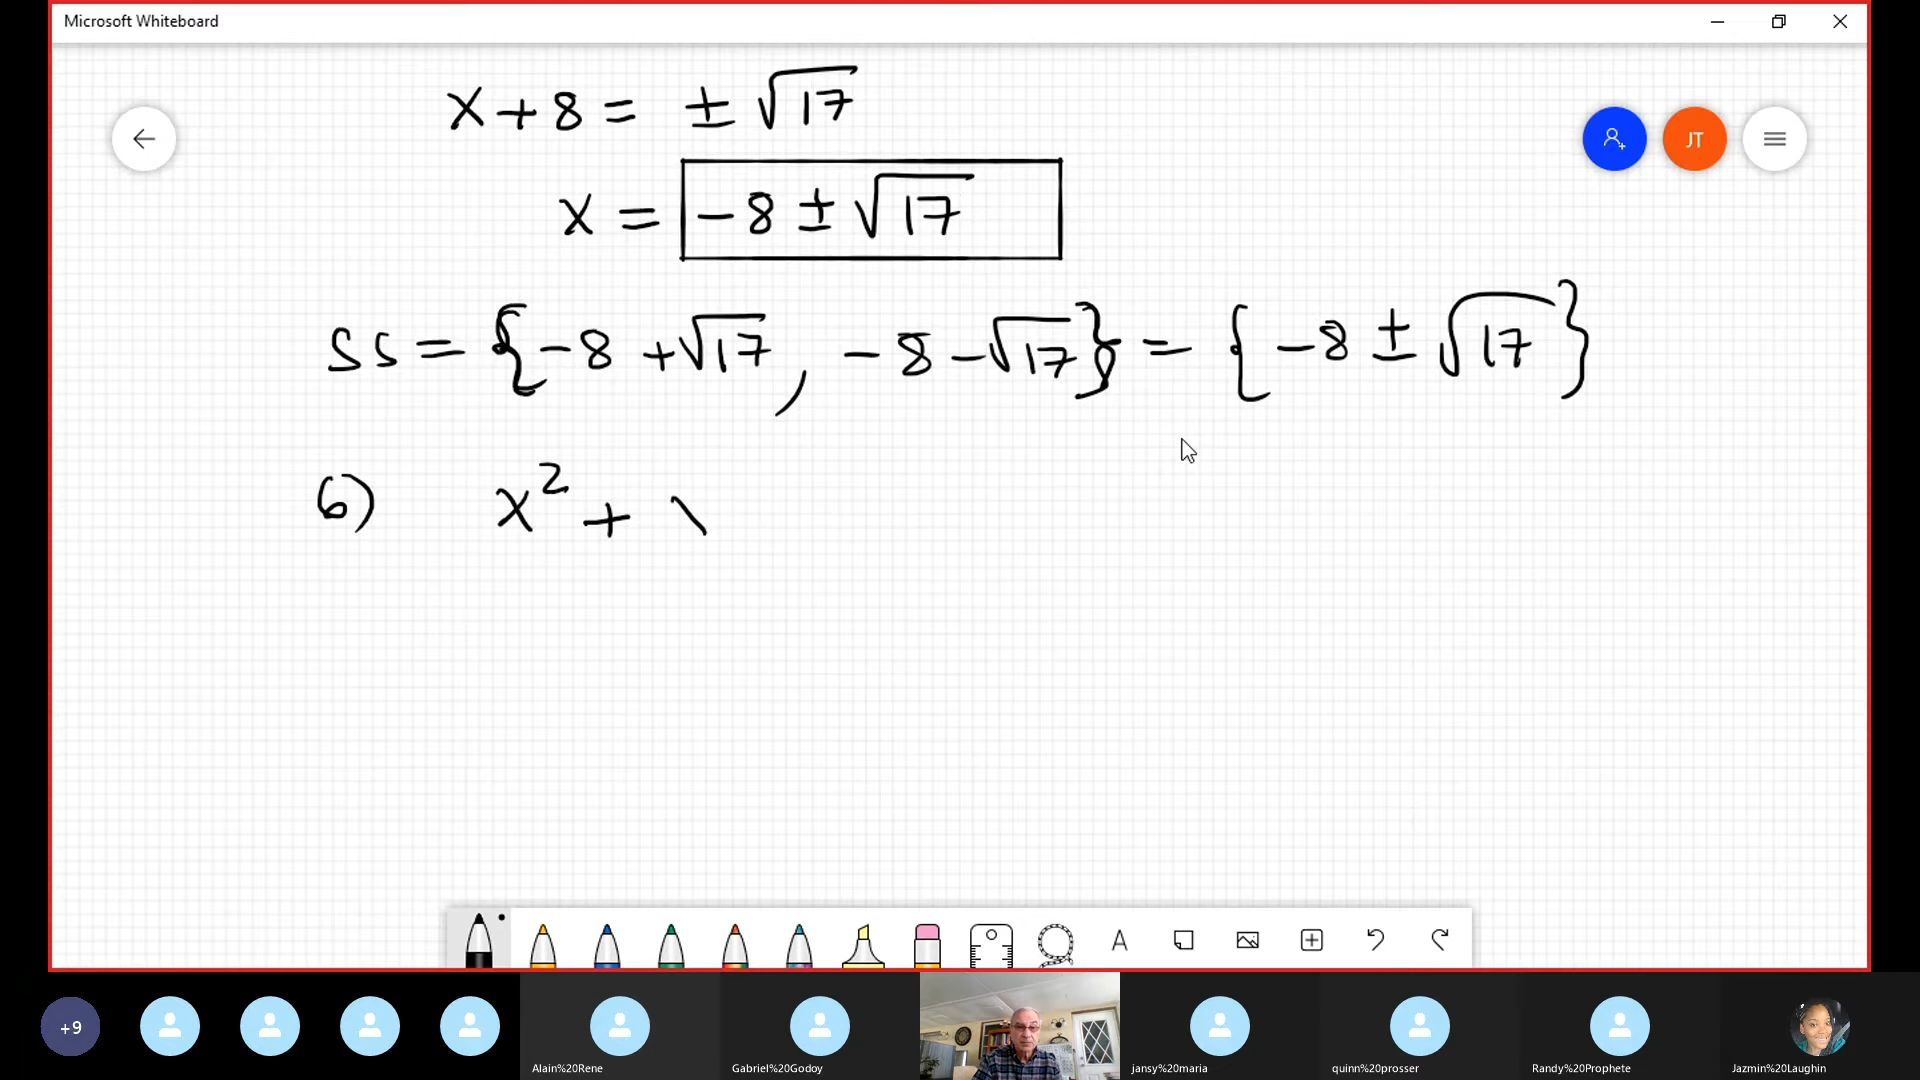 Microsoft Whiteboard
x + 8 = ± √17
x = -8 ± √17
JT
SS = {-8 + √17, -8 - √17} = {-8 ± √17}
6) x² + \
A
+9
Alain%20Rene
Gabriel%20Godoy
jansy%20maria
quinn%20prosser
Randy%20Prophete
Jazmin%20Laughin